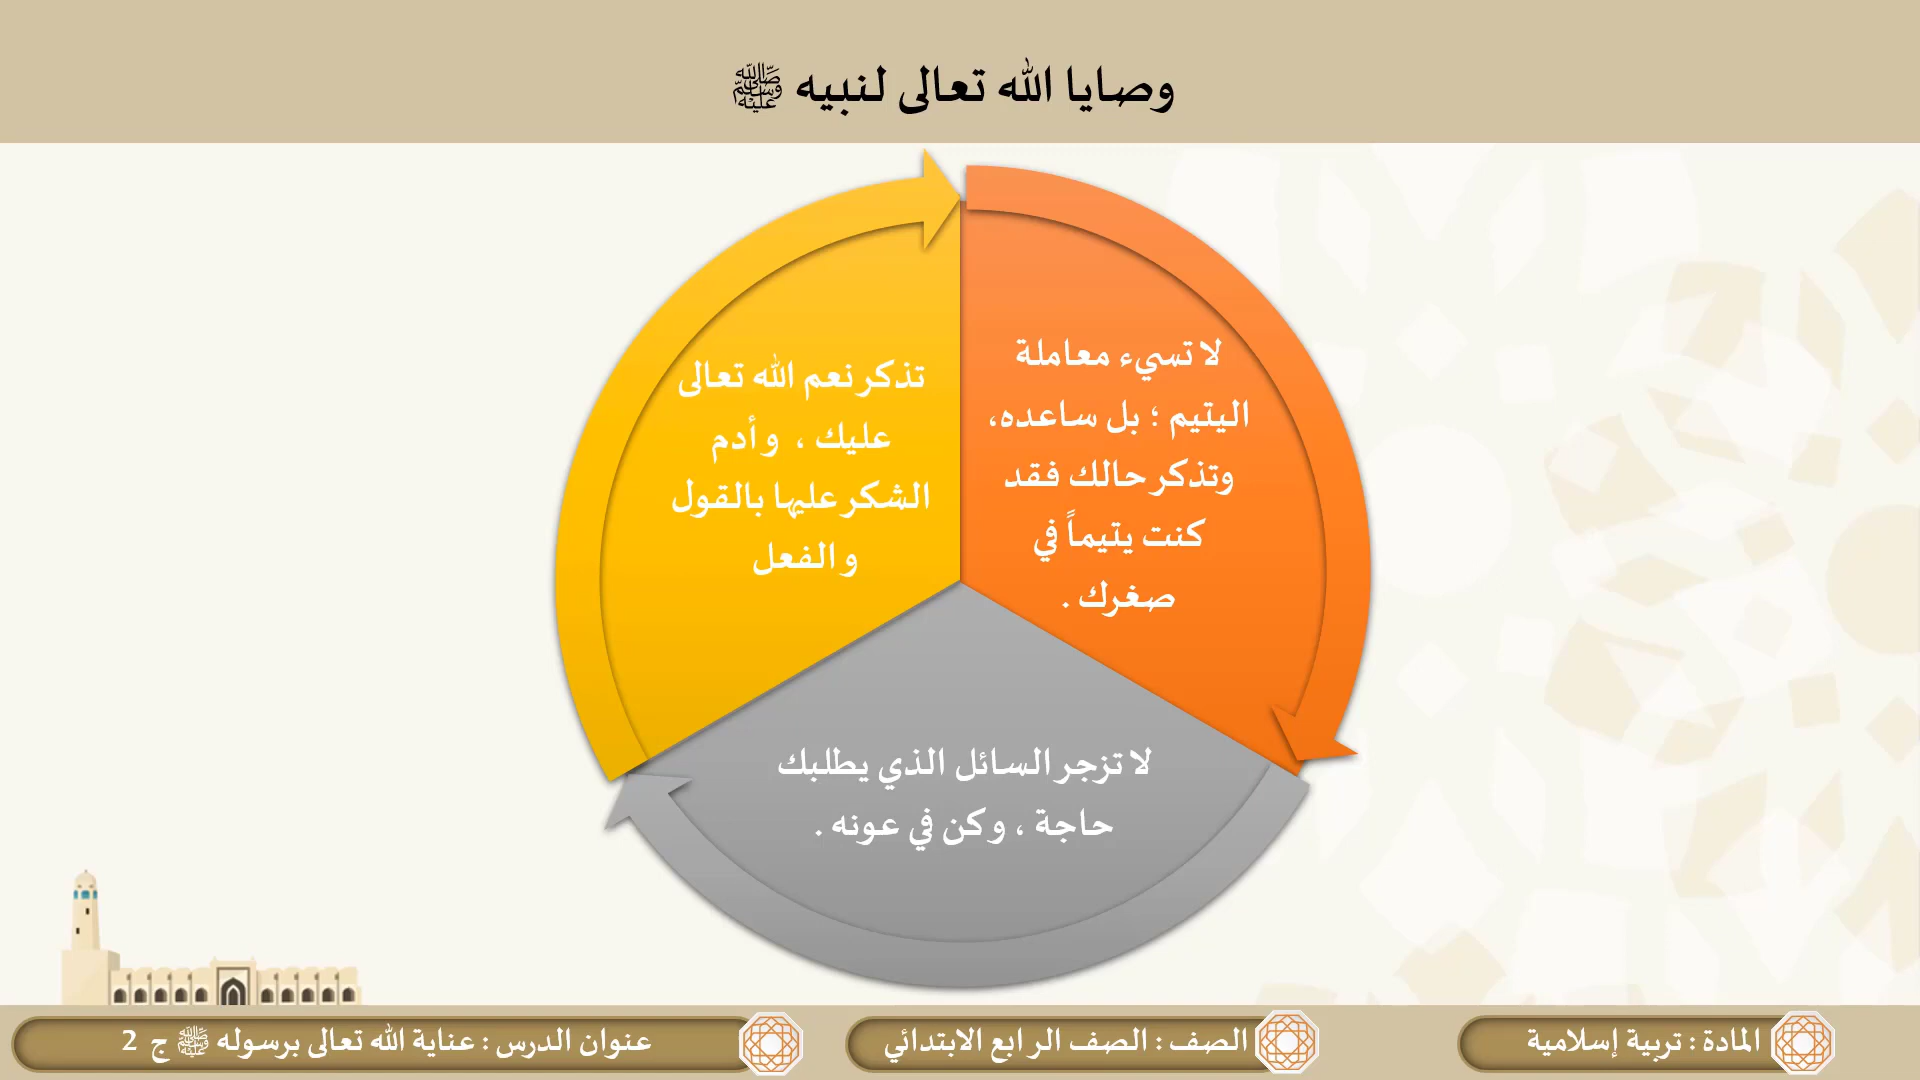 وصايا الله تعالى لنبيه ﷺ
لا تسيء معاملة
اليتيم ؛ بل ساعده،
وتذكر حالك فقد
كنت يتيماً في
صغرك .
لا تزجر السائل الذي يطلبك
حاجة ، وكن في عونه .
تذكر نعم الله تعالى
عليك ، وأدم
الشكر عليها بالقول
والفعل
المادة : تربية إسلامية
الصف : الصف الرابع الابتدائي
عنوان الدرس : عناية الله تعالى برسوله ﷺ ج 2